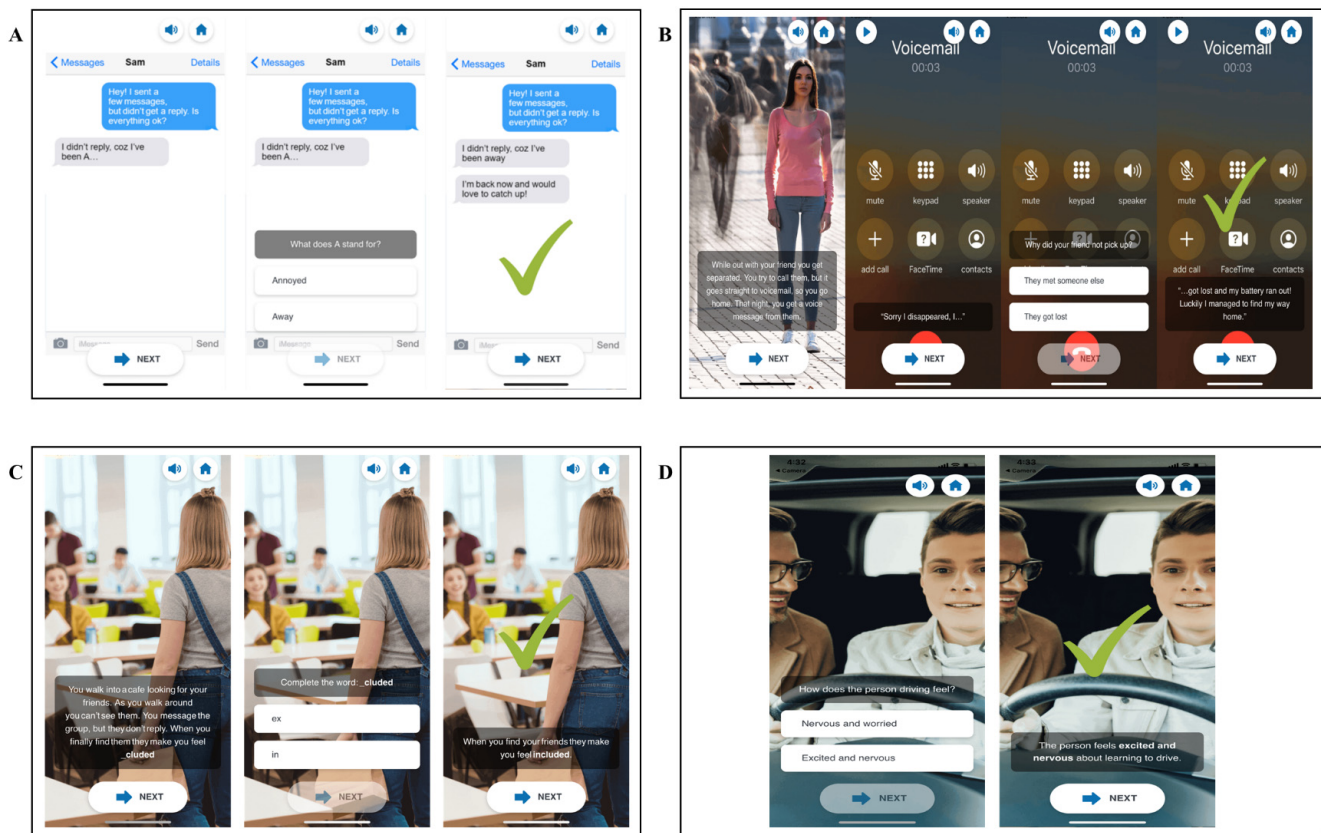 A
Messages Sam Details
Hey! I sent a
few messages,
but didn't get a reply. Is
everything ok?
I didn't reply, coz I've
been A...
Send
NEXT
Messages Sam Details
Hey! I sent a
few messages,
but didn't get a reply. Is
everything ok?
I didn't reply, coz I've
been A...
What does A stand for?
Annoyed
Away
iMessage Send
NEXT
Messages Sam Details
Hey! I sent a
few messages,
but didn't get a reply. Is
everything ok?
I didn't reply, coz I've
been away
I'm back now and would
love to catch up!
Send
NEXT
B
While out with your friend you get
separated. You try to call them, but it
goes straight to voicemail, so you go
home. That night, you get a voice
message from them.
NEXT
Voicemail
00:03
mute keypad speaker
add call FaceTime contacts
"Sorry I disappeared, I..."
NEXT
Voicemail
00:03
mute keypad speaker
Why did your friend not pick up?
add call FaceTime contacts
They met someone else
They got lost
NEXT
Voicemail
00:03
mute keypad speaker
add call FaceTime contacts
"...got lost and my battery ran out!
Luckily I managed to find my way
home."
NEXT
C
You walk into a cafe looking for your
friends. As you walk around
you can't see them. You message the
group, but they don't reply. When you
finally find them they make you feel
_cluded
NEXT
Complete the word: _cluded
ex
in
NEXT
When you find your friends they make
you feel included.
NEXT
D
4:32
Camera
How does the person driving feel?
Nervous and worried
Excited and nervous
NEXT
4:33
Camera
The person feels excited and
nervous about learning to drive.
NEXT